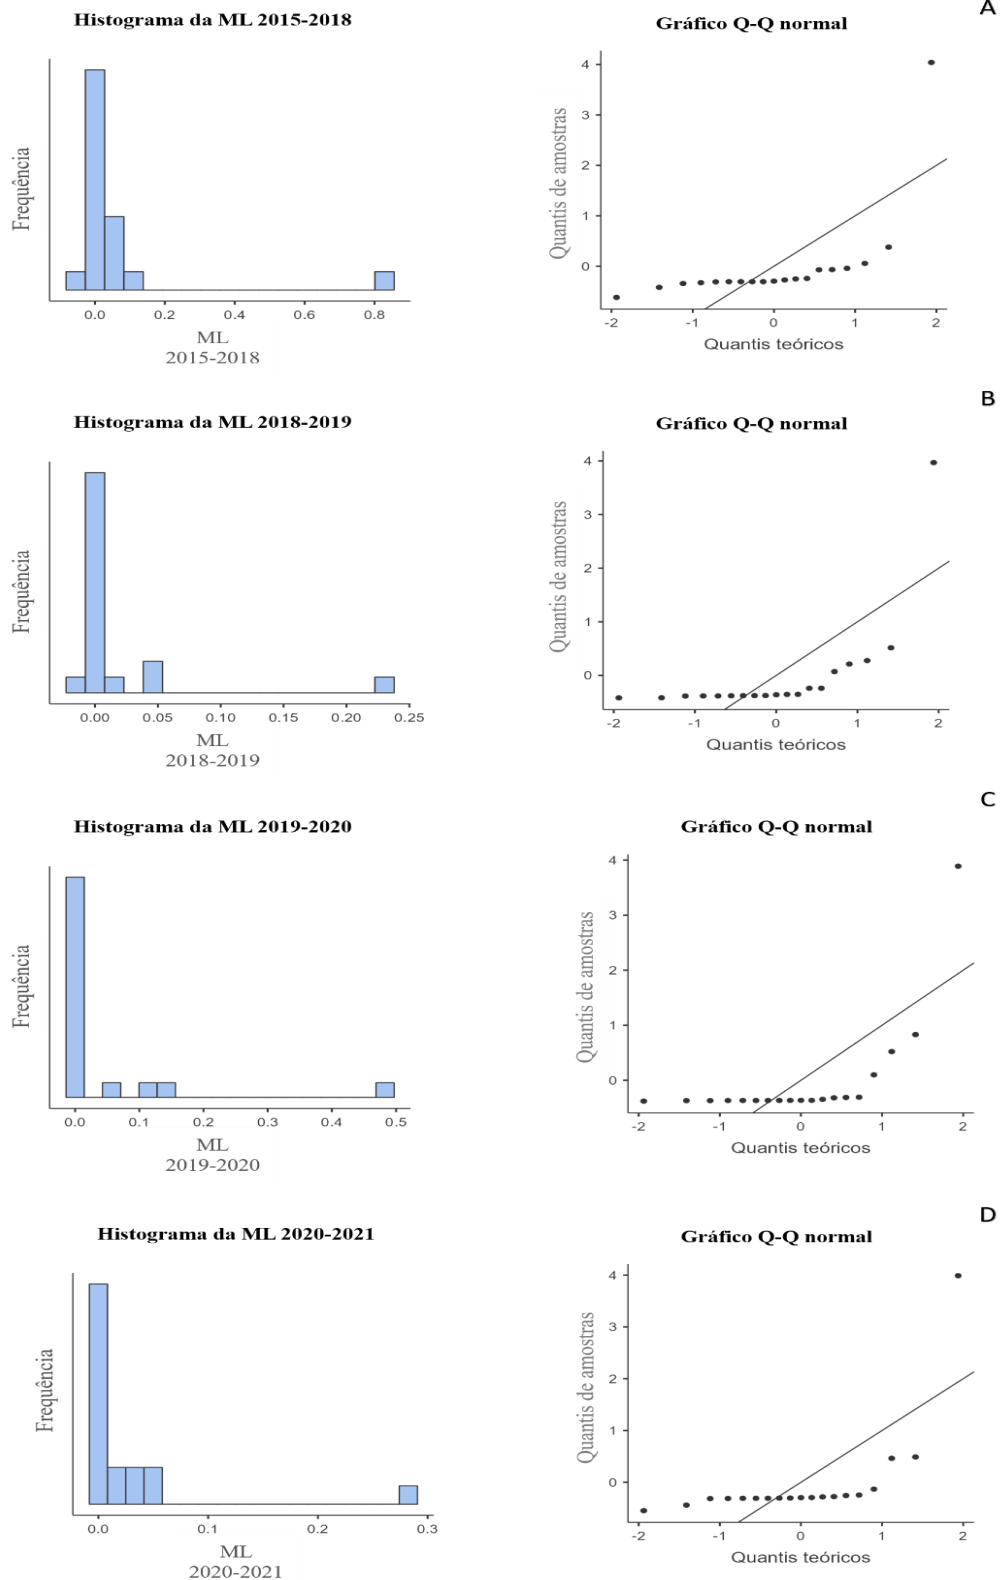 A
Histograma da ML 2015-2018
Frequência
0.0 0.2 0.4 0.6 0.8
ML
2015-2018
Gráfico Q-Q normal
Quantis de amostras
4
3
2
1
0
-2 -1 0 1 2
Quantis teóricos
B
Histograma da ML 2018-2019
Frequência
0.00 0.05 0.10 0.15 0.20 0.25
ML
2018-2019
Gráfico Q-Q normal
Quantis de amostras
4
3
2
1
0
-2 -1 0 1 2
Quantis teóricos
C
Histograma da ML 2019-2020
Frequência
0.0 0.1 0.2 0.3 0.4 0.5
ML
2019-2020
Gráfico Q-Q normal
Quantis de amostras
4
3
2
1
0
-2 -1 0 1 2
Quantis teóricos
D
Histograma da ML 2020-2021
Frequência
0.0 0.1 0.2 0.3
ML
2020-2021
Gráfico Q-Q normal
Quantis de amostras
4
3
2
1
0
-2 -1 0 1 2
Quantis teóricos